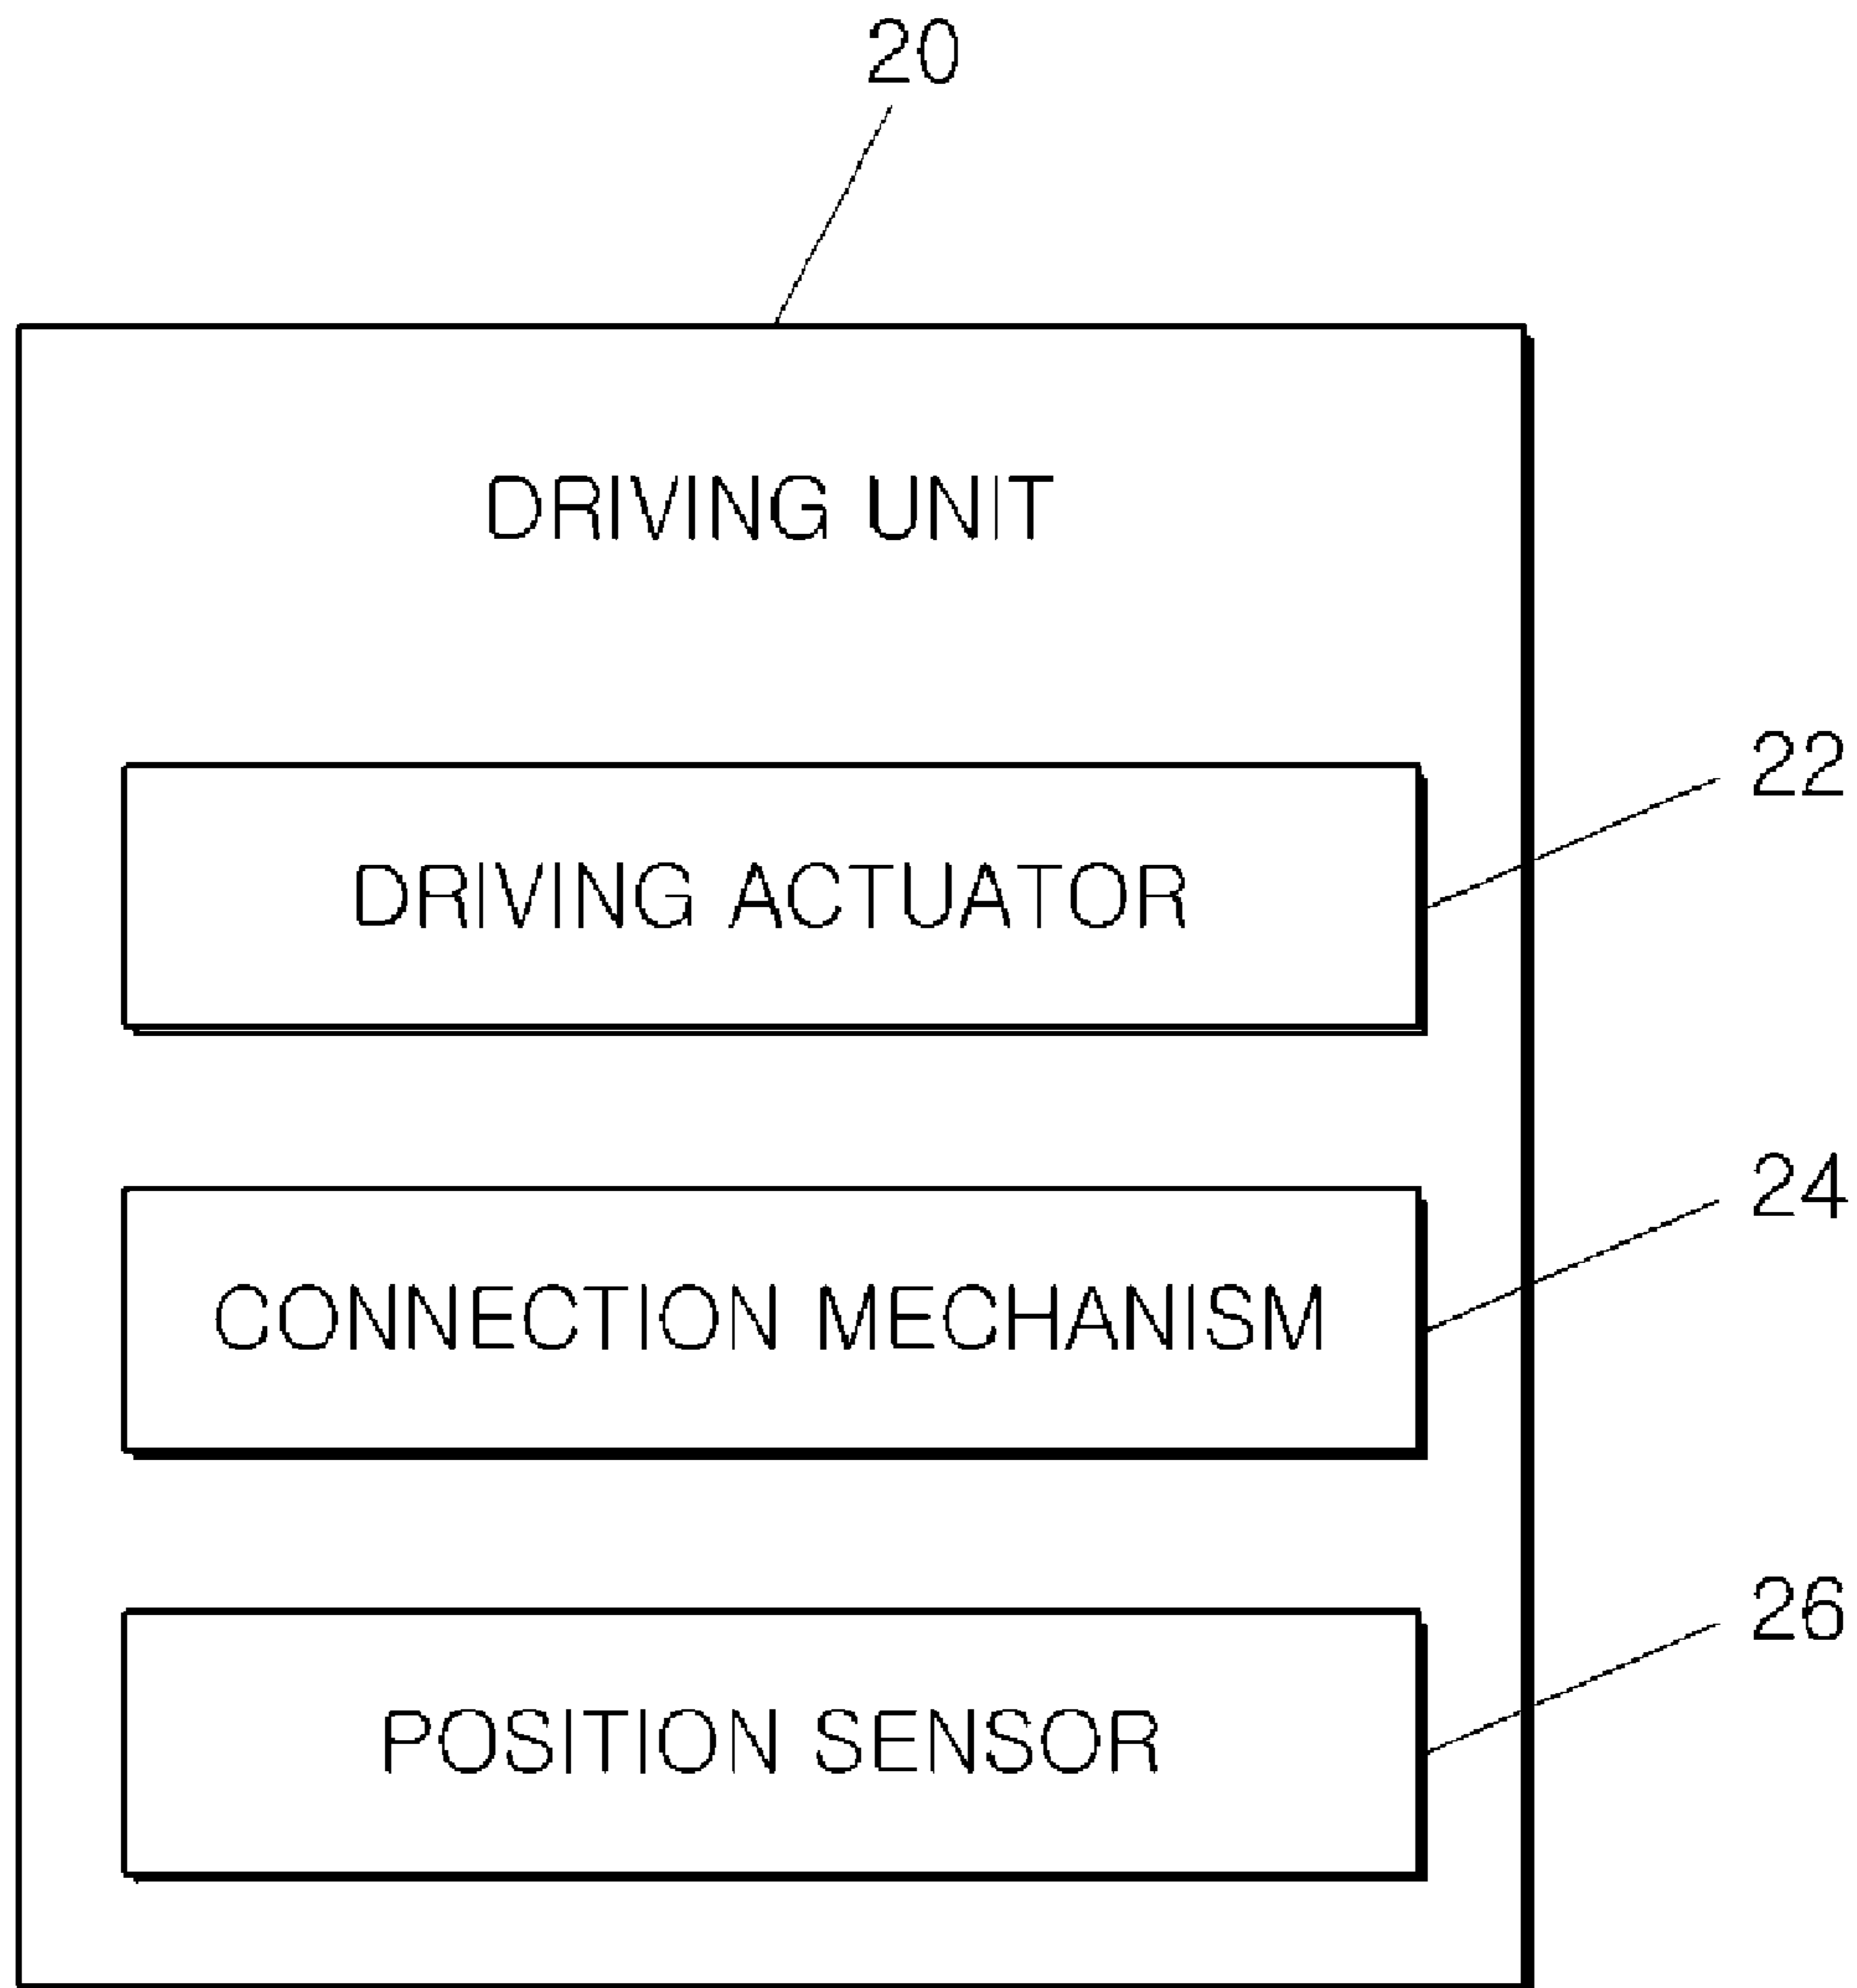 20
DRIVING UNIT
22
DRIVING ACTUATOR
24
CONNECTION MECHANISM
26
POSITION SENSOR